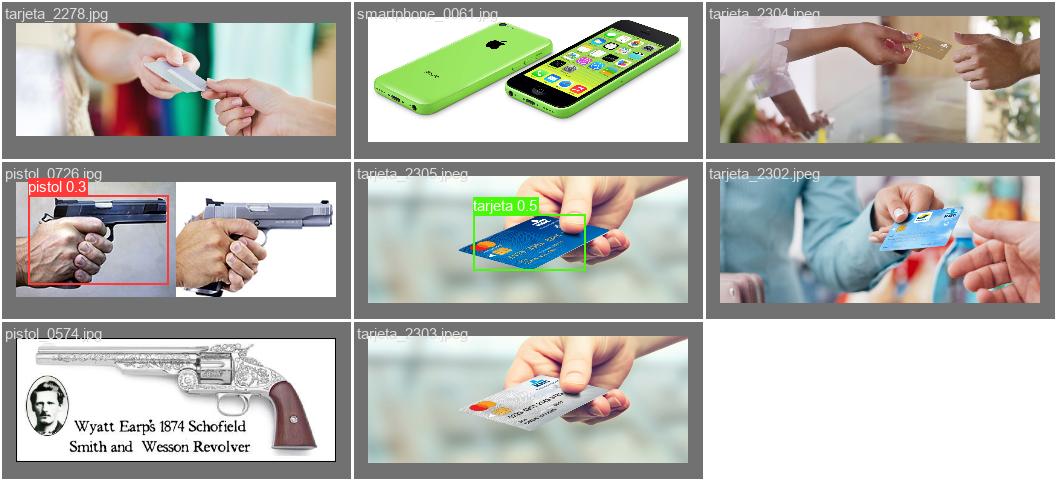 tarjeta_2278.jpg
smartphone_0061.jpg
tarjeta_2304.jpeg
pistol_0726.jpg
pistol 0.3
tarjeta_2305.jpeg
tarjeta 0.5
tarjeta_2302.jpeg
pistol_0574.jpg
Wyatt Earp's 1874 Schofield
Smith and Wesson Revolver
tarjeta_2303.jpeg